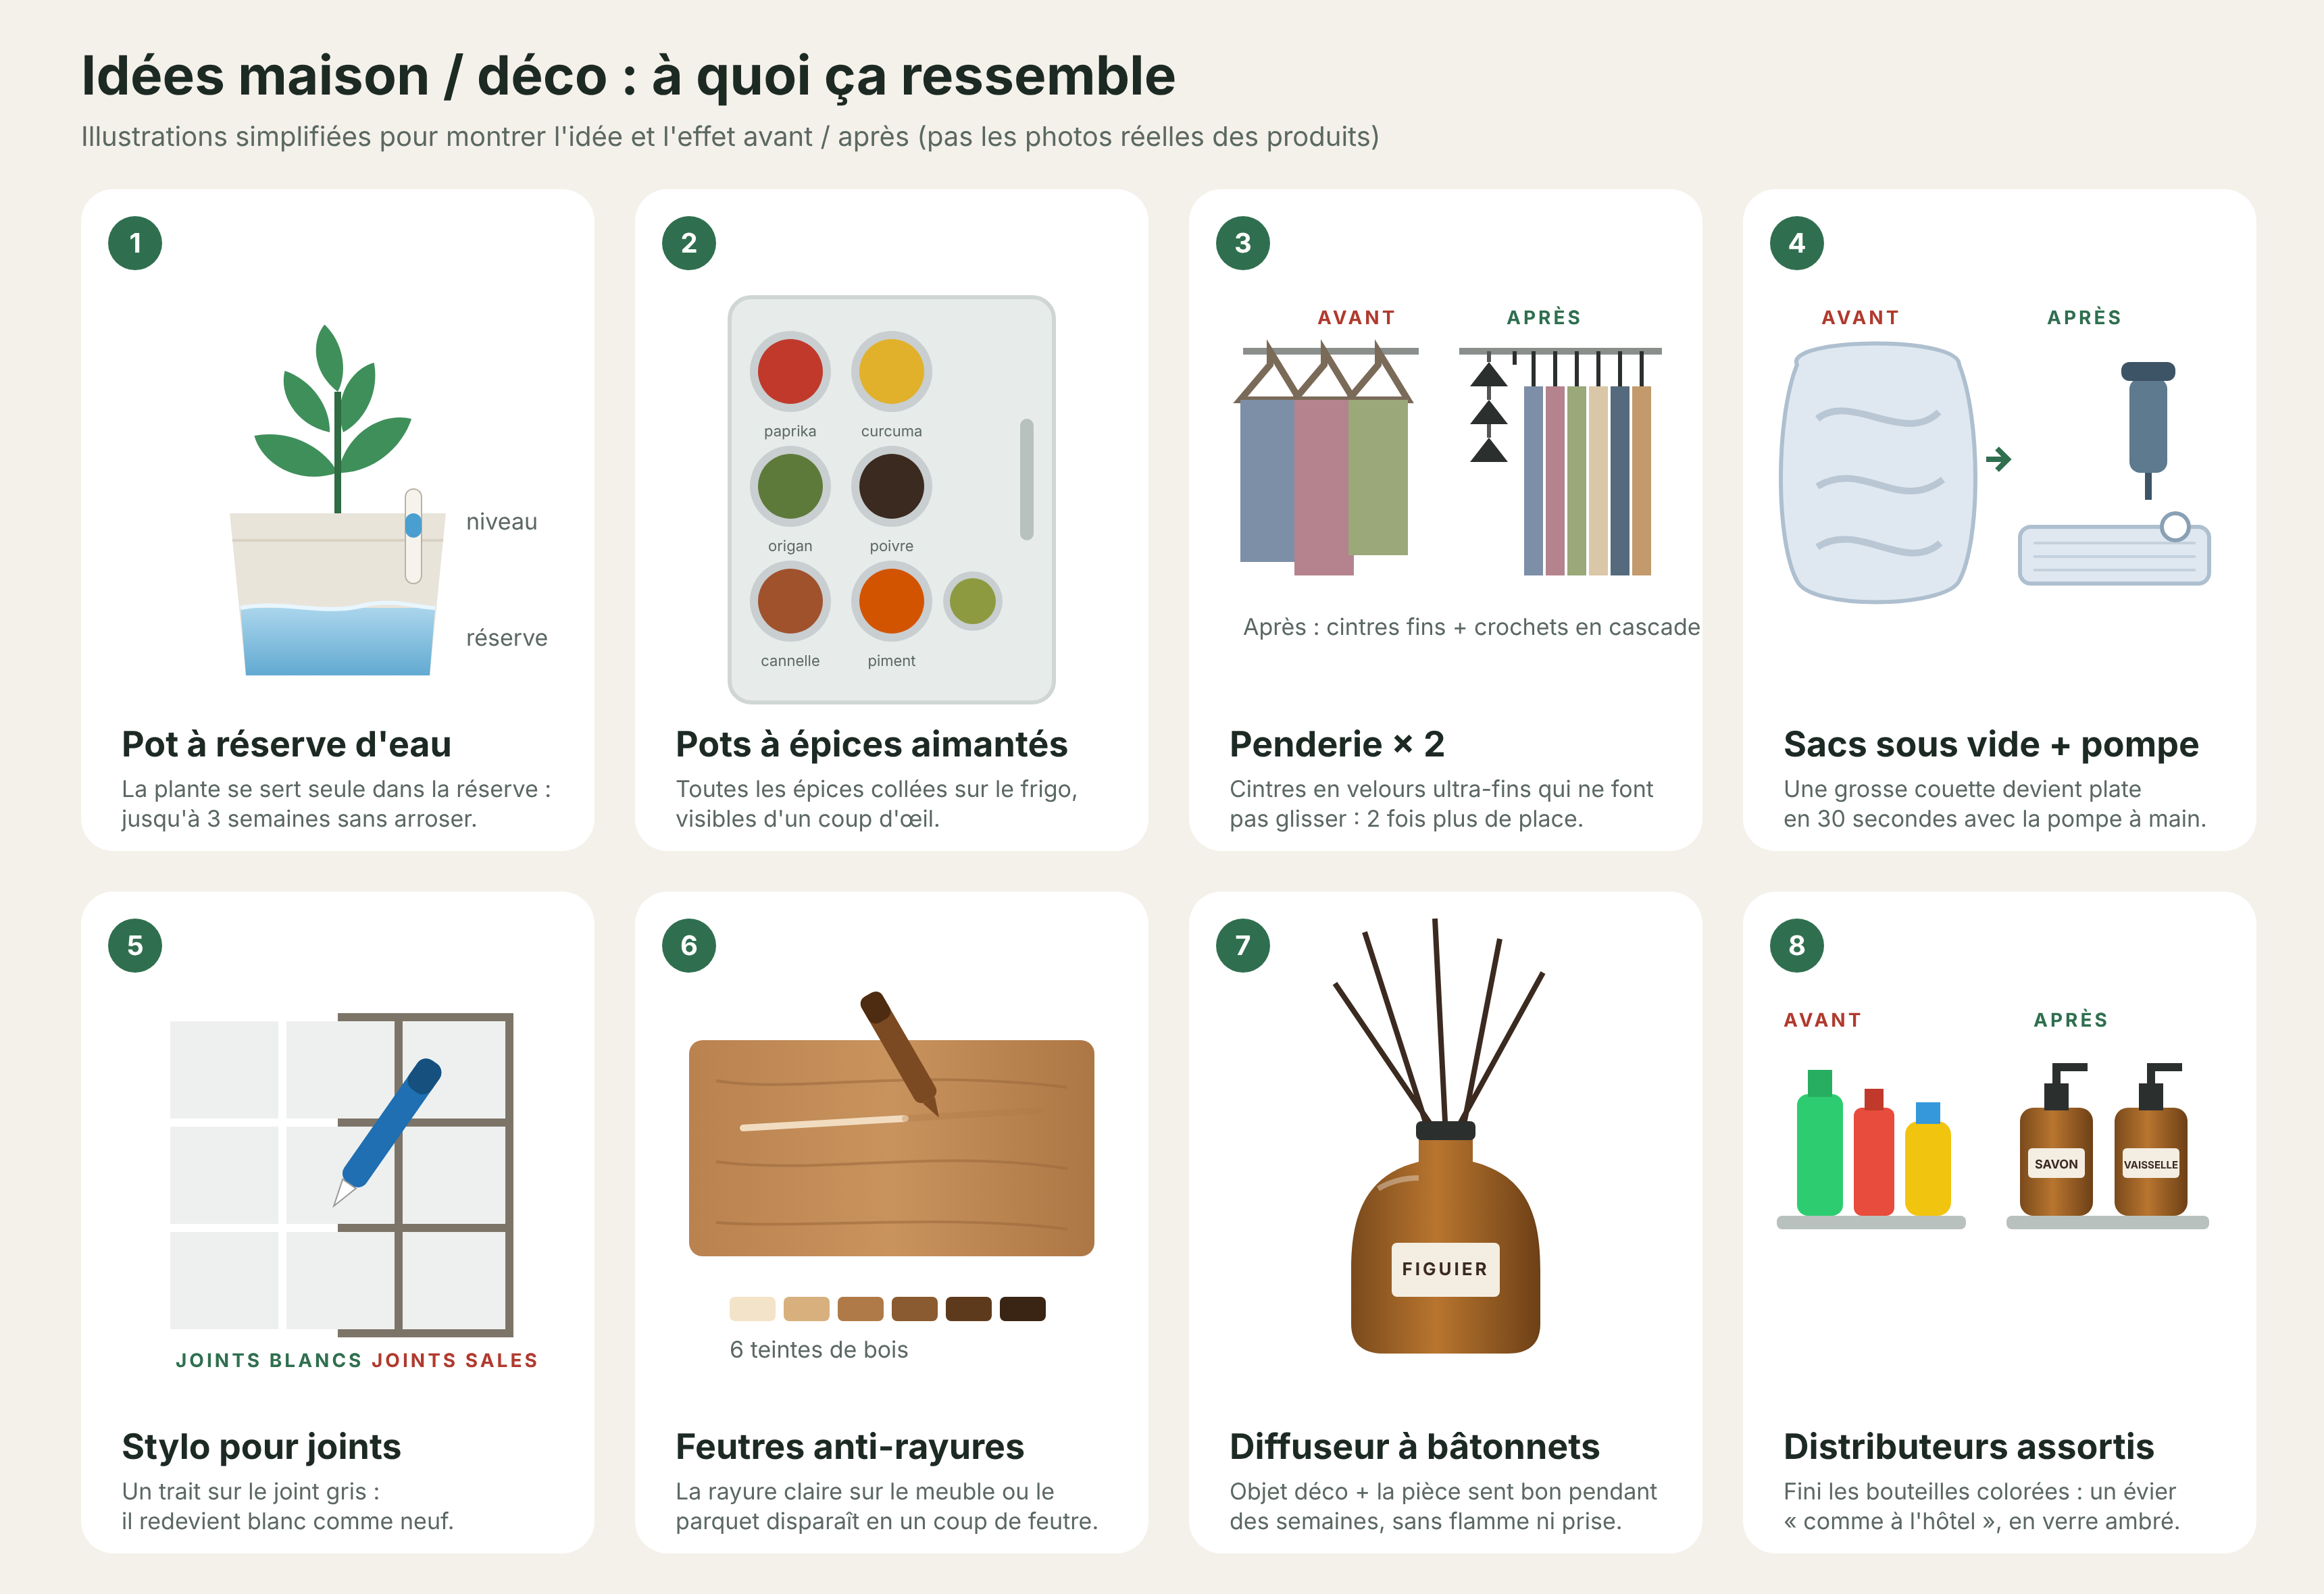 Idées maison / déco : à quoi ça ressemble
Illustrations simplifiées pour montrer l'idée et l'effet avant / après (pas les photos réelles des produits)
1
niveau
réserve
Pot à réserve d'eau
La plante se sert seule dans la réserve :
jusqu'à 3 semaines sans arroser.
2
paprika
curcuma
origan
poivre
cannelle
piment
Pots à épices aimantés
Toutes les épices collées sur le frigo,
visibles d'un coup d'œil.
3
AVANT
APRÈS
Après : cintres fins + crochets en cascade
Penderie × 2
Cintres en velours ultra-fins qui ne font
pas glisser : 2 fois plus de place.
4
AVANT
APRÈS
Sacs sous vide + pompe
Une grosse couette devient plate
en 30 secondes avec la pompe à main.
5
JOINTS BLANCS
JOINTS SALES
Stylo pour joints
Un trait sur le joint gris :
il redevient blanc comme neuf.
6
6 teintes de bois
Feutres anti-rayures
La rayure claire sur le meuble ou le
parquet disparaît en un coup de feutre.
7
FIGUIER
Diffuseur à bâtonnets
Objet déco + la pièce sent bon pendant
des semaines, sans flamme ni prise.
8
AVANT
APRÈS
SAVON
VAISSELLE
Distributeurs assortis
Fini les bouteilles colorées : un évier
« comme à l'hôtel », en verre ambré.